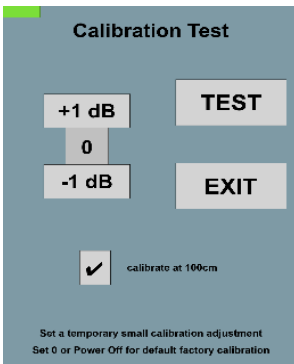 Calibration Test
+1 dB
TEST
0
-1 dB
EXIT
✔ calibrate at 100cm
Set a temporary small calibration adjustment
Set 0 or Power Off for default factory calibration